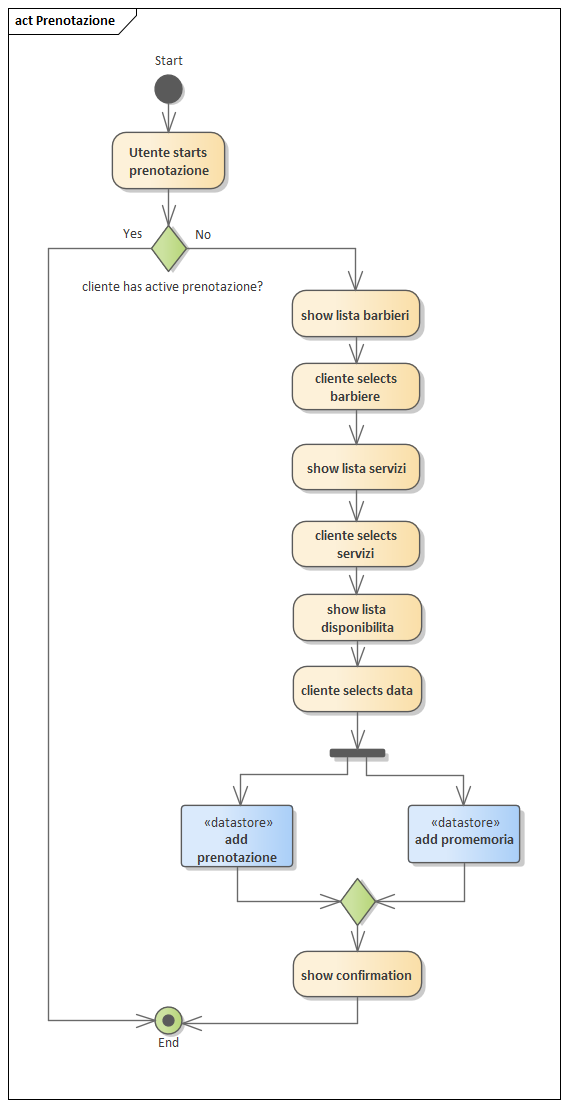 act Prenotazione
Start
Utente starts
prenotazione
Yes
No
cliente has active prenotazione?
show lista barbieri
cliente selects
barbiere
show lista servizi
cliente selects
servizi
show lista
disponibilita
cliente selects data
«datastore»
add
prenotazione
«datastore»
add promemoria
show confirmation
End